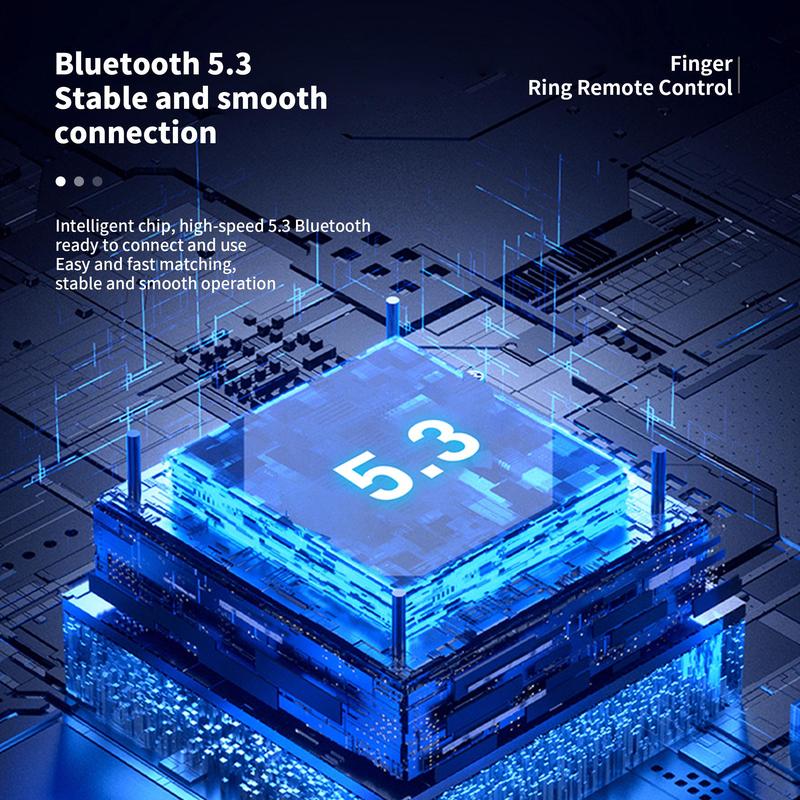 Bluetooth 5.3
Stable and smooth
connection
Finger
Ring Remote Control
Intelligent chip, high-speed 5.3 Bluetooth
ready to connect and use
Easy and fast matching,
stable and smooth operation
5.3